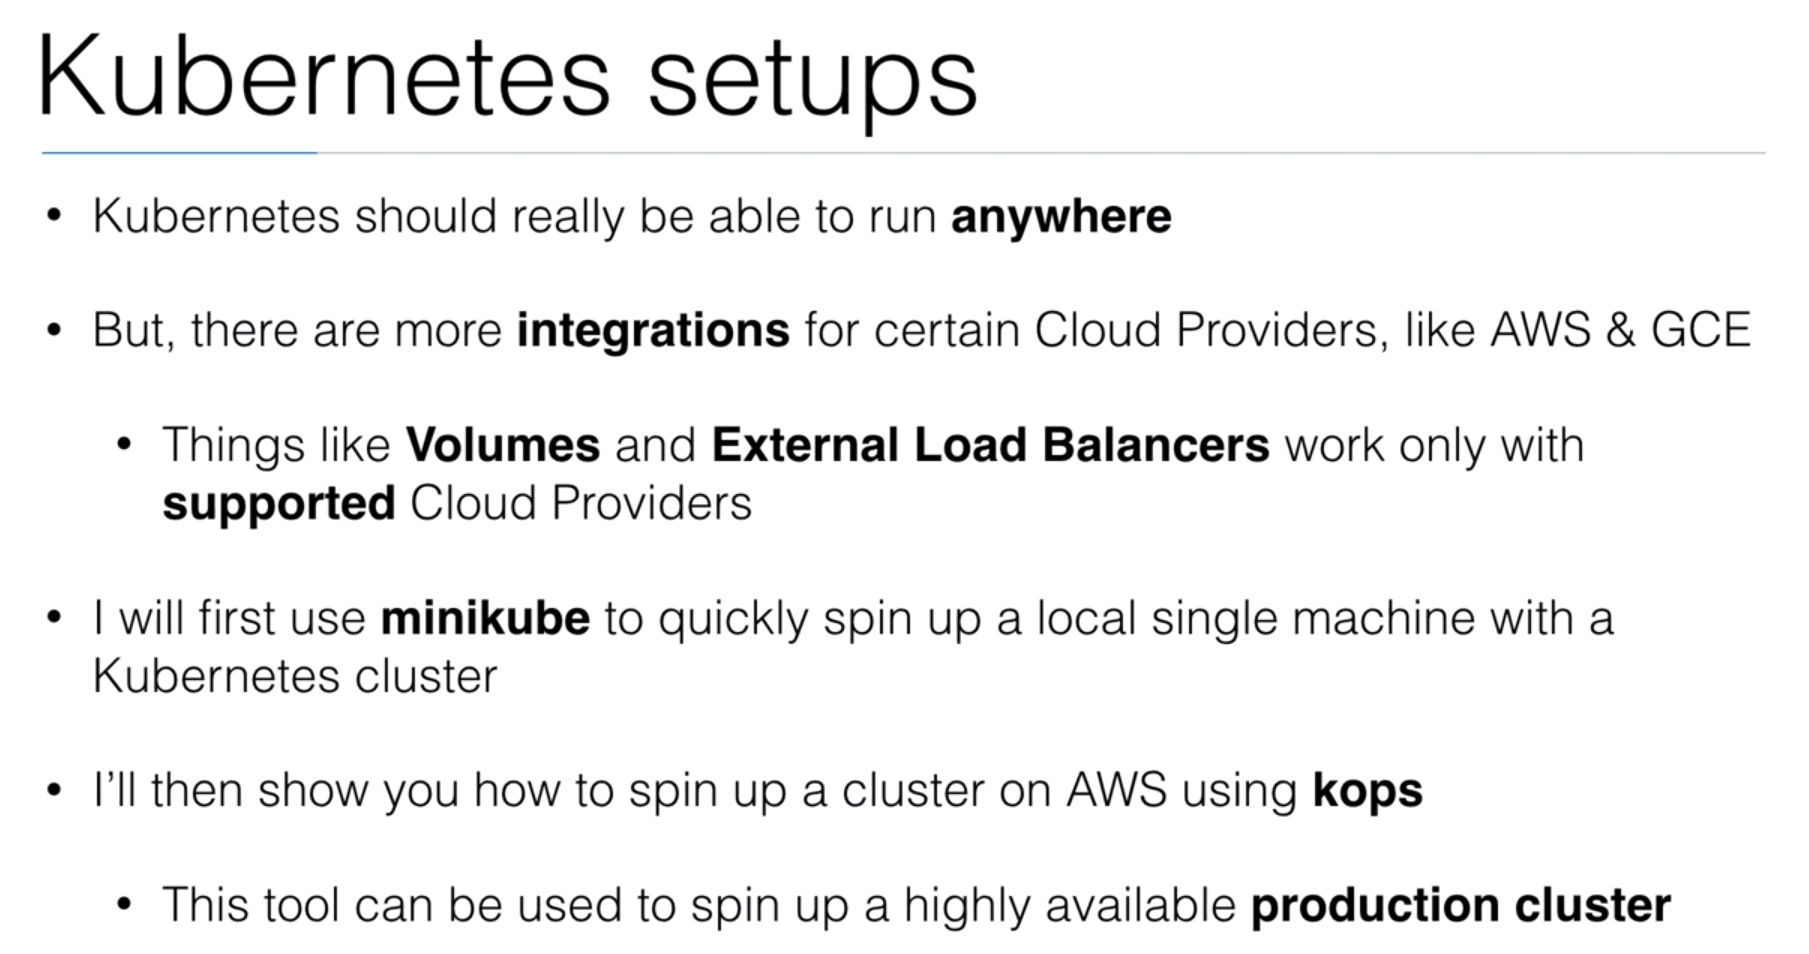 Kubernetes setups
• Kubernetes should really be able to run anywhere
• But, there are more integrations for certain Cloud Providers, like AWS & GCE
• Things like Volumes and External Load Balancers work only with
supported Cloud Providers
• I will first use minikube to quickly spin up a local single machine with a
Kubernetes cluster
• I’ll then show you how to spin up a cluster on AWS using kops
• This tool can be used to spin up a highly available production cluster